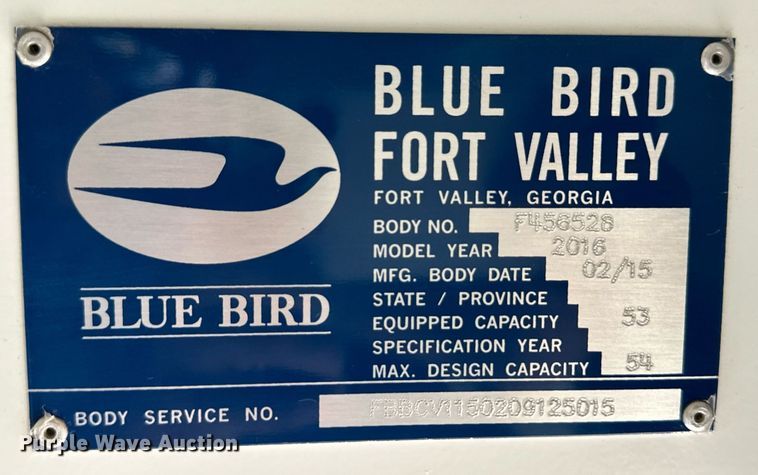 BLUE BIRD
FORT VALLEY
FORT VALLEY, GEORGIA
BODY NO. F456528
MODEL YEAR 2016
MFG. BODY DATE 02/15
STATE / PROVINCE
EQUIPPED CAPACITY 53
SPECIFICATION YEAR
MAX. DESIGN CAPACITY 54
BLUE BIRD
BODY SERVICE NO. FBBCV1150209125015
Purple Wave Auction